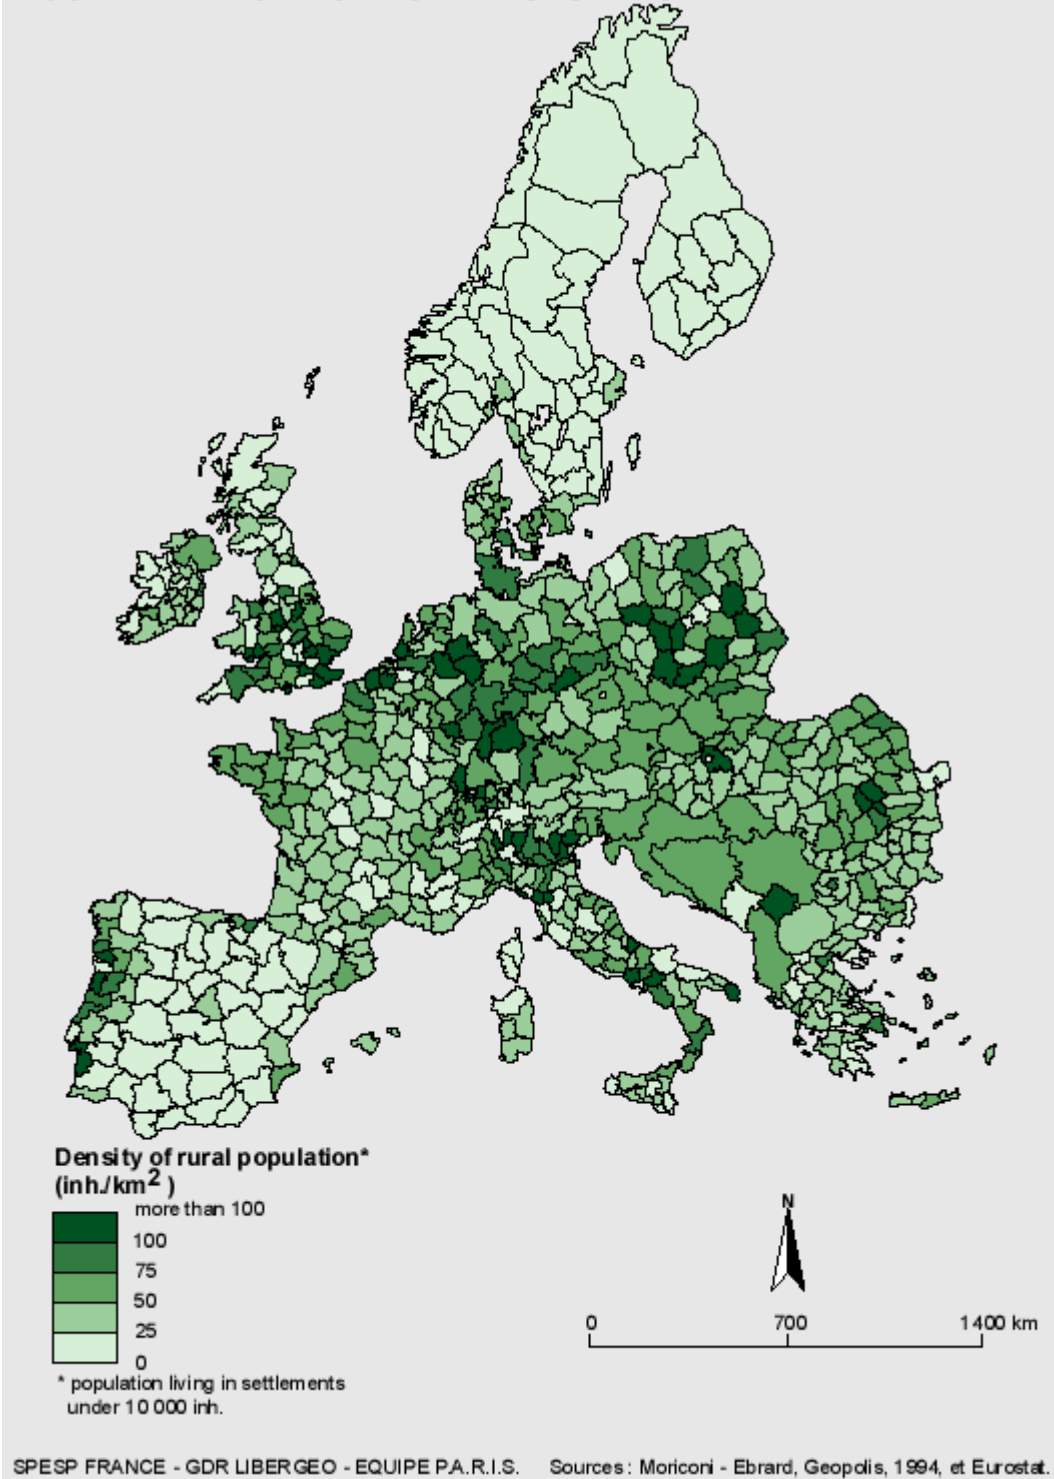 Density of rural population*
(inh./km2 )
more than 100
100
75
50
25
0
* population living in settlements
under 10 000 inh.
N
0 700 1400 km
SPESP FRANCE - GDR LIBERGEO - EQUIPE P.A.R.I.S. Sources : Moriconi - Ebrard, Geopolis, 1994, et Eurostat.